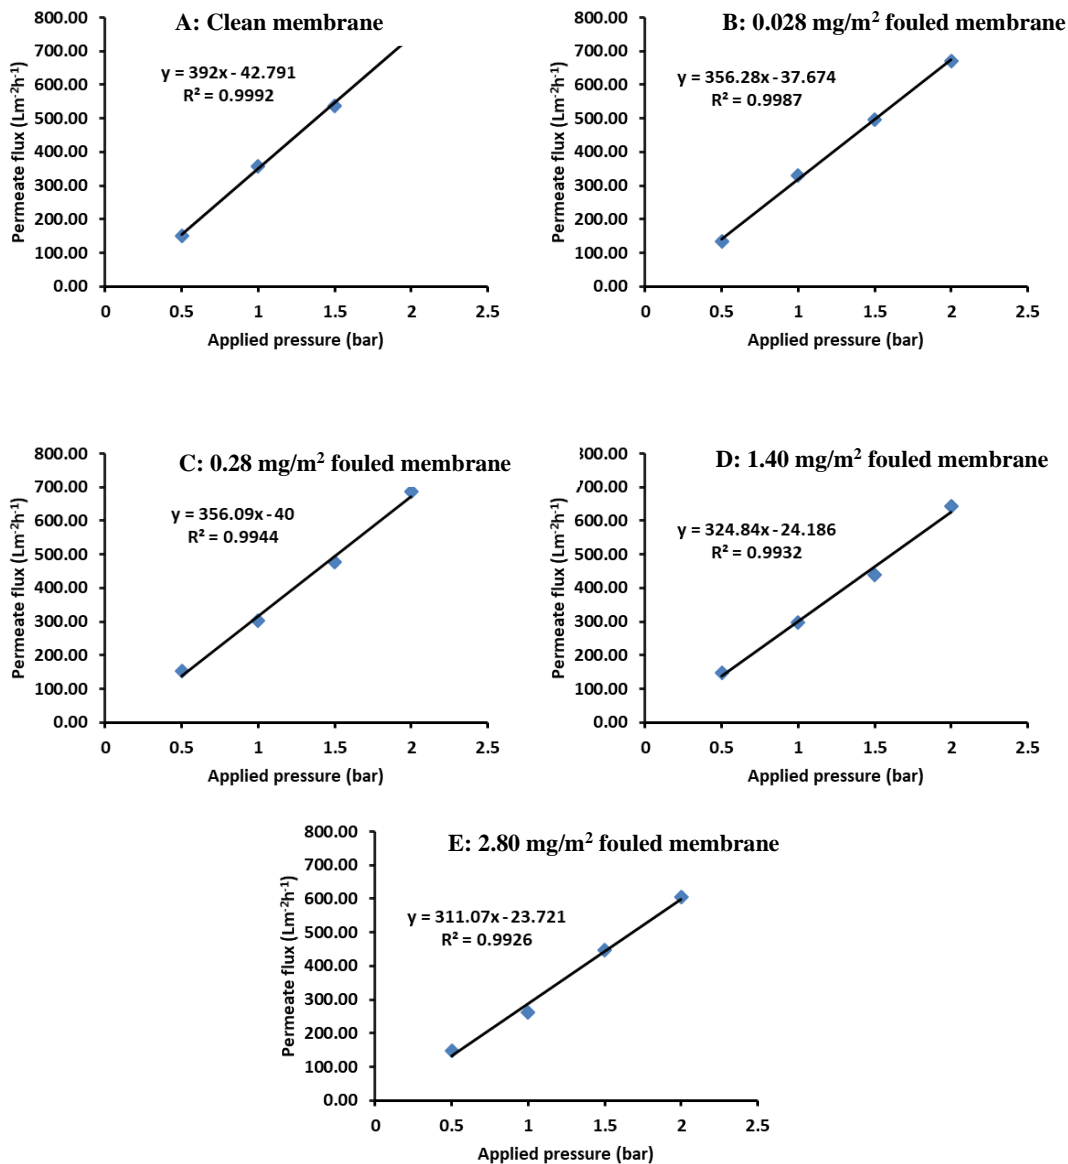 A: Clean membrane
y = 392x - 42.791
R² = 0.9992
Permeate flux (Lm⁻²h⁻¹)
800.00
700.00
600.00
500.00
400.00
300.00
200.00
100.00
0.00
0 0.5 1 1.5 2 2.5
Applied pressure (bar)
B: 0.028 mg/m² fouled membrane
y = 356.28x - 37.674
R² = 0.9987
Permeate flux (Lm⁻²h⁻¹)
800.00
700.00
600.00
500.00
400.00
300.00
200.00
100.00
0.00
0 0.5 1 1.5 2 2.5
Applied pressure (bar)
C: 0.28 mg/m² fouled membrane
y = 356.09x - 40
R² = 0.9944
Permeate flux (Lm⁻²h⁻¹)
800.00
700.00
600.00
500.00
400.00
300.00
200.00
100.00
0.00
0 0.5 1 1.5 2 2.5
Applied pressure (bar)
D: 1.40 mg/m² fouled membrane
y = 324.84x - 24.186
R² = 0.9932
Permeate flux (Lm⁻²h⁻¹)
800.00
700.00
600.00
500.00
400.00
300.00
200.00
100.00
0.00
0 0.5 1 1.5 2 2.5
Applied pressure (bar)
E: 2.80 mg/m² fouled membrane
y = 311.07x - 23.721
R² = 0.9926
Permeate flux (Lm⁻²h⁻¹)
800.00
700.00
600.00
500.00
400.00
300.00
200.00
100.00
0.00
0 0.5 1 1.5 2 2.5
Applied pressure (bar)